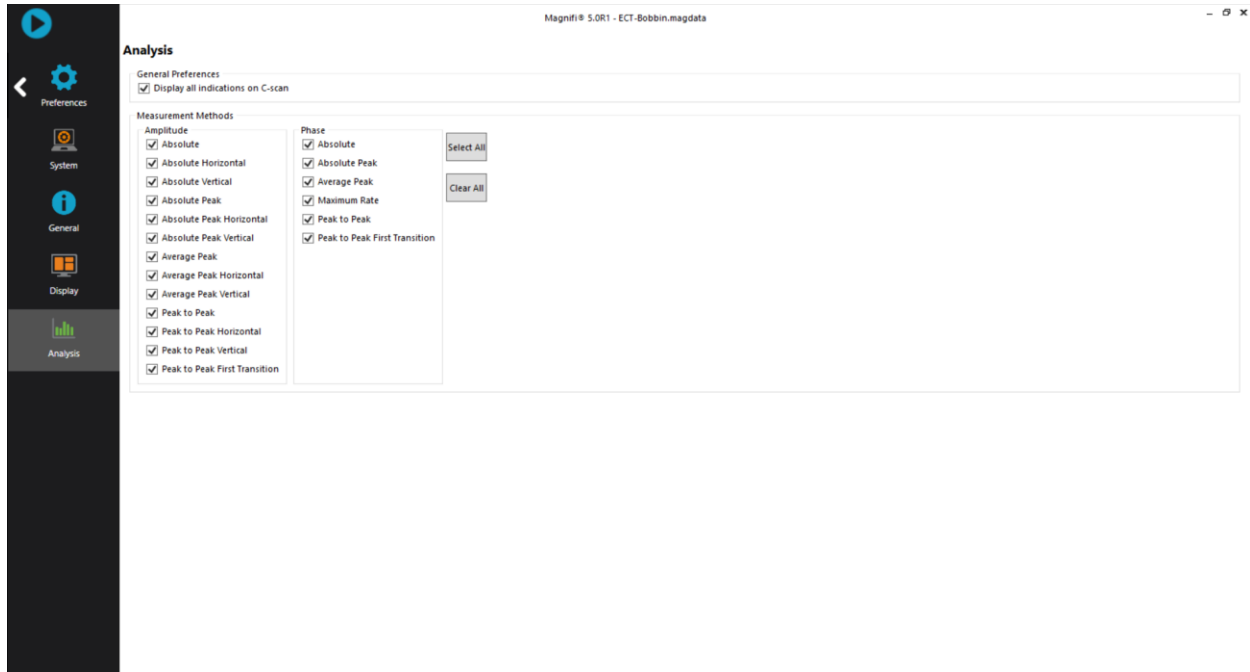 Magnifi® 5.0R1 - ECT-Bobbin.magdata
Preferences
System
General
Display
Analysis
Analysis
General Preferences
Display all indications on C-scan
Measurement Methods
Amplitude
Absolute
Absolute Horizontal
Absolute Vertical
Absolute Peak
Absolute Peak Horizontal
Absolute Peak Vertical
Average Peak
Average Peak Horizontal
Average Peak Vertical
Peak to Peak
Peak to Peak Horizontal
Peak to Peak Vertical
Peak to Peak First Transition
Phase
Absolute
Absolute Peak
Average Peak
Maximum Rate
Peak to Peak
Peak to Peak First Transition
Select All
Clear All